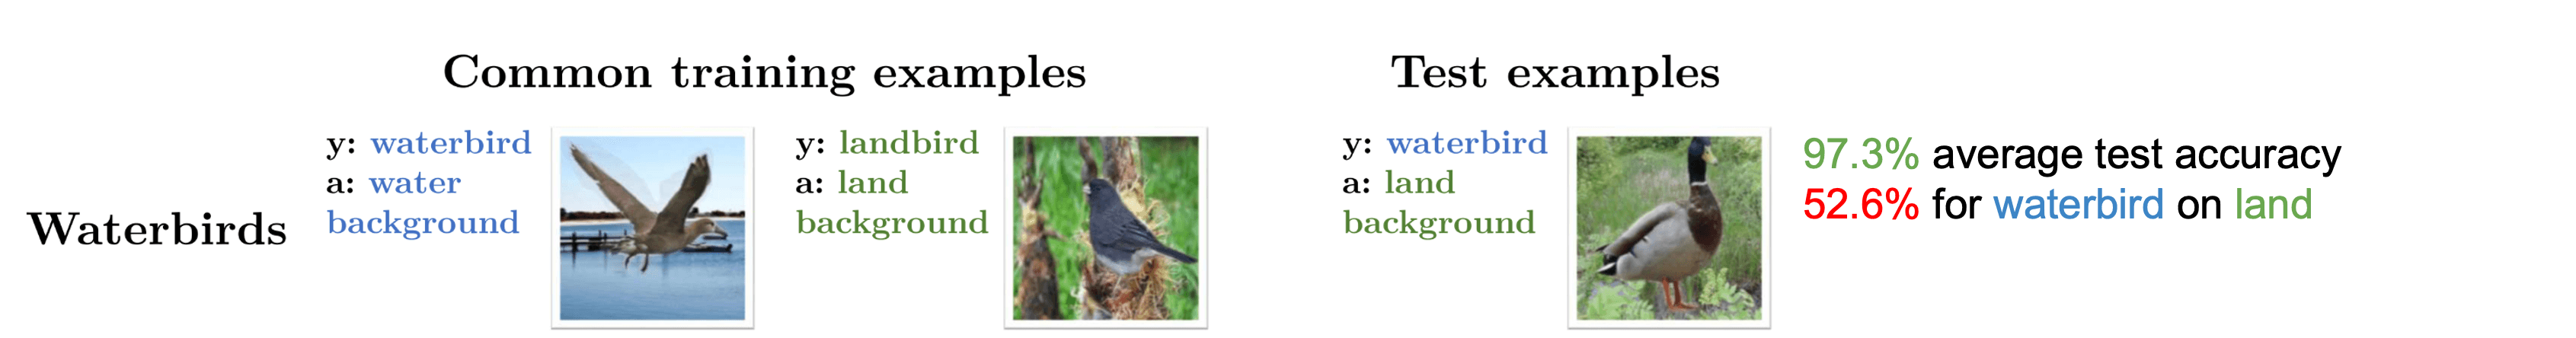 Common training examples
Test examples
Waterbirds
y: waterbird
a: water
background
y: landbird
a: land
background
y: waterbird
a: land
background
97.3% average test accuracy
52.6% for waterbird on land